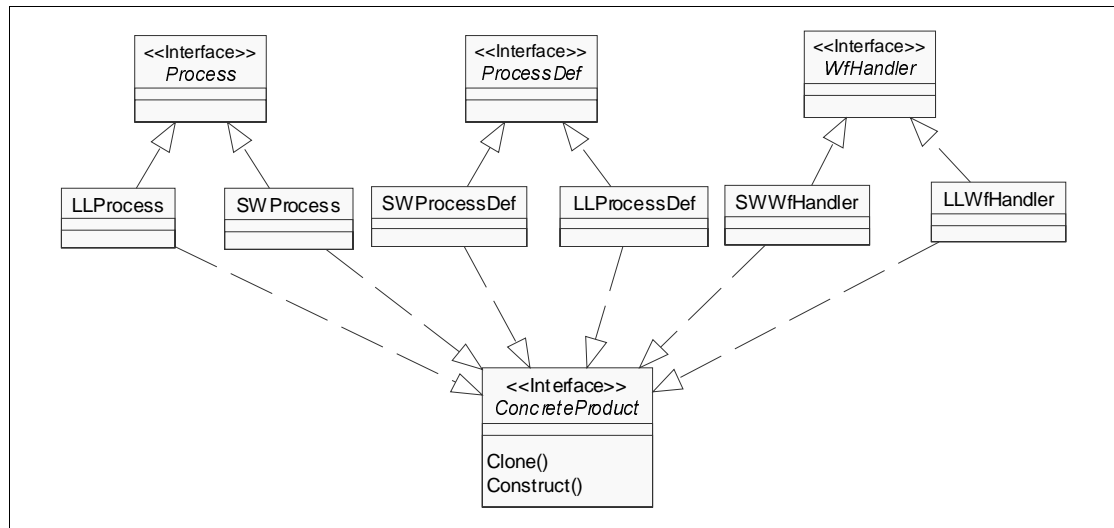 <<Interface>>
Process
<<Interface>>
ProcessDef
<<Interface>>
WfHandler
LLProcess
SWProcess
SWProcessDef
LLProcessDef
SWWfHandler
LLWfHandler
<<Interface>>
ConcreteProduct
Clone()
Construct()